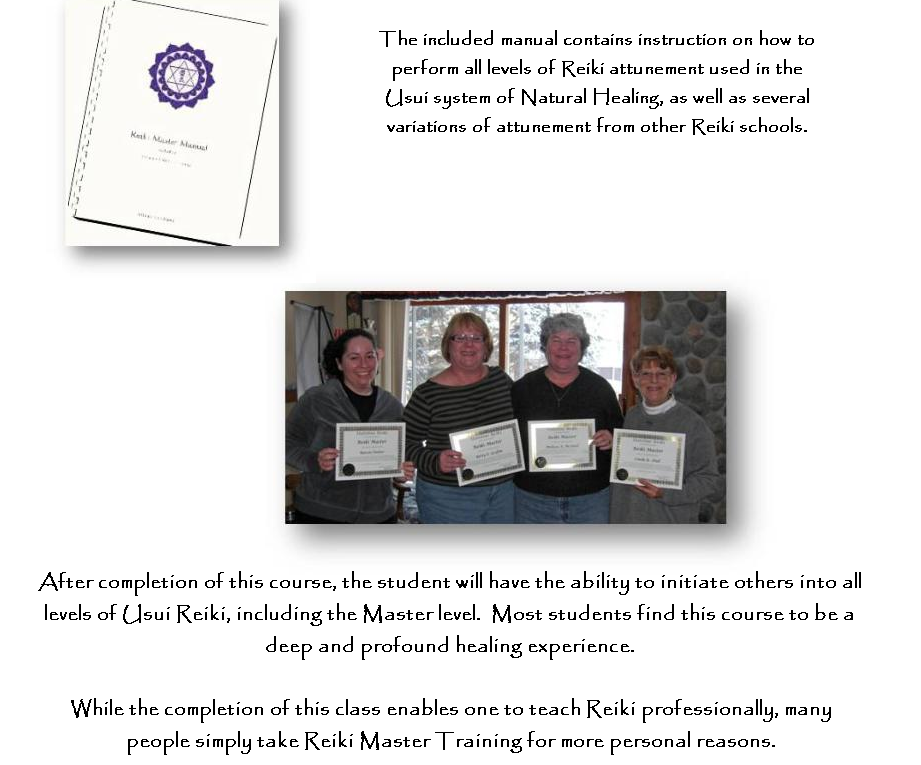 The included manual contains instruction on how to
perform all levels of Reiki attunement used in the
Usui system of Natural Healing, as well as several
variations of attunement from other Reiki schools.
Reiki Master Manual
Reiki Master
Reiki Master
Reiki Master
Reiki Master
After completion of this course, the student will have the ability to initiate others into all
levels of Usui Reiki, including the Master level. Most students find this course to be a
deep and profound healing experience.
While the completion of this class enables one to teach Reiki professionally, many
people simply take Reiki Master Training for more personal reasons.